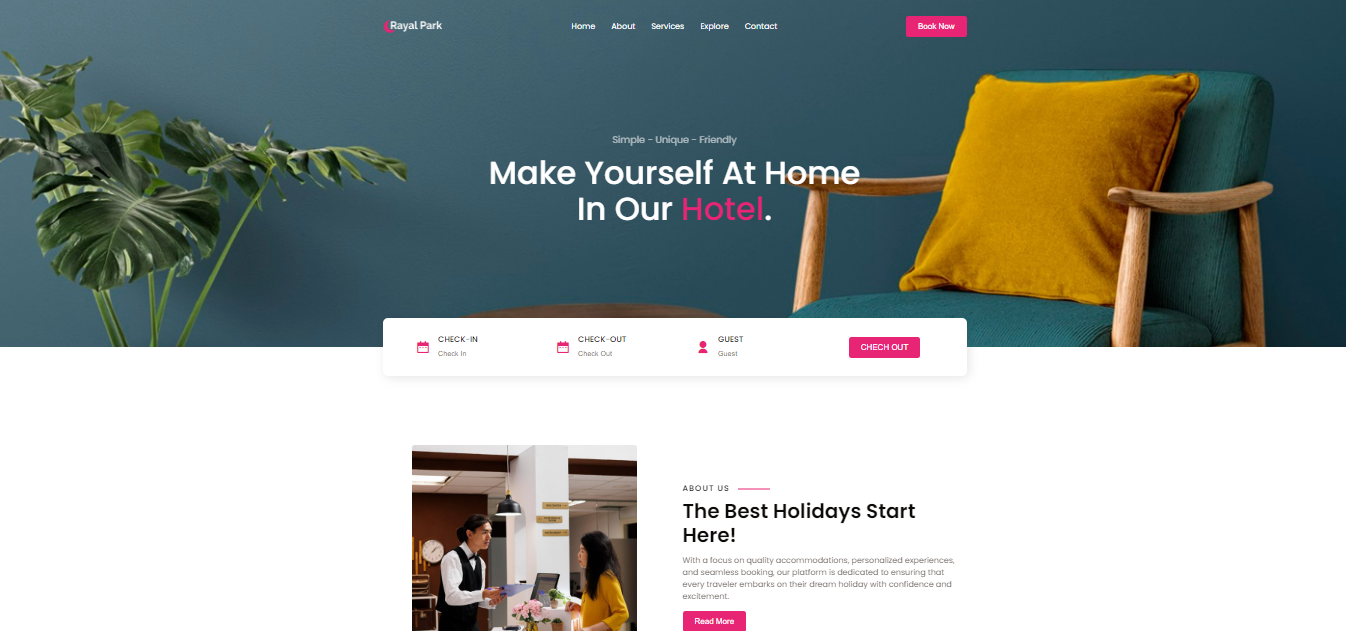 Rayal Park
Home About Services Explore Contact
Book Now
Simple - Unique - Friendly
Make Yourself At Home
In Our Hotel.
CHECK-IN
Check In
CHECK-OUT
Check Out
GUEST
Guest
CHECH OUT
ABOUT US
The Best Holidays Start
Here!
With a focus on quality accommodations, personalized experiences,
and seamless booking, our platform is dedicated to ensuring that
every traveler embarks on their dream holiday with confidence and
excitement.
Read More